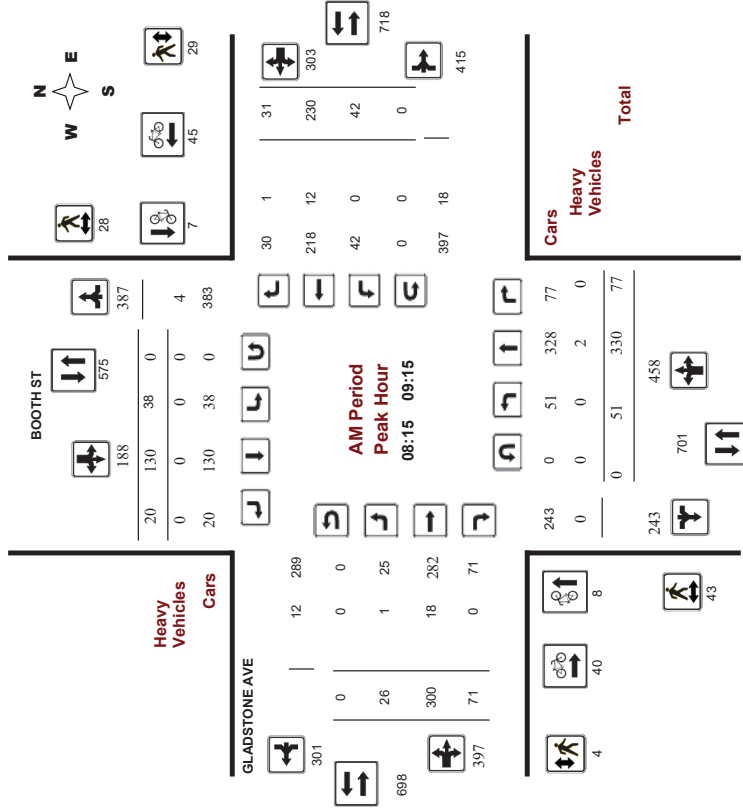 N
W E
S
28
29
45
7
BOOTH ST
575
188
387
20 130 38 0
0 0 0 0 4
20 130 38 0 383
Heavy
Vehicles
Cars
303
718
415
30 1 31
218 12 230
42 0 42
0 0 0
397 18
AM Period
Peak Hour
08:15 09:15
GLADSTONE AVE
301
698
397
12 289
0 0 0
26 1 25
300 18 282
71 0 71
Cars
Heavy
Vehicles
Total
243 0 51 328 77
0 0 0 2 0
0 51 330 77
243
458
701
4
40
8
43